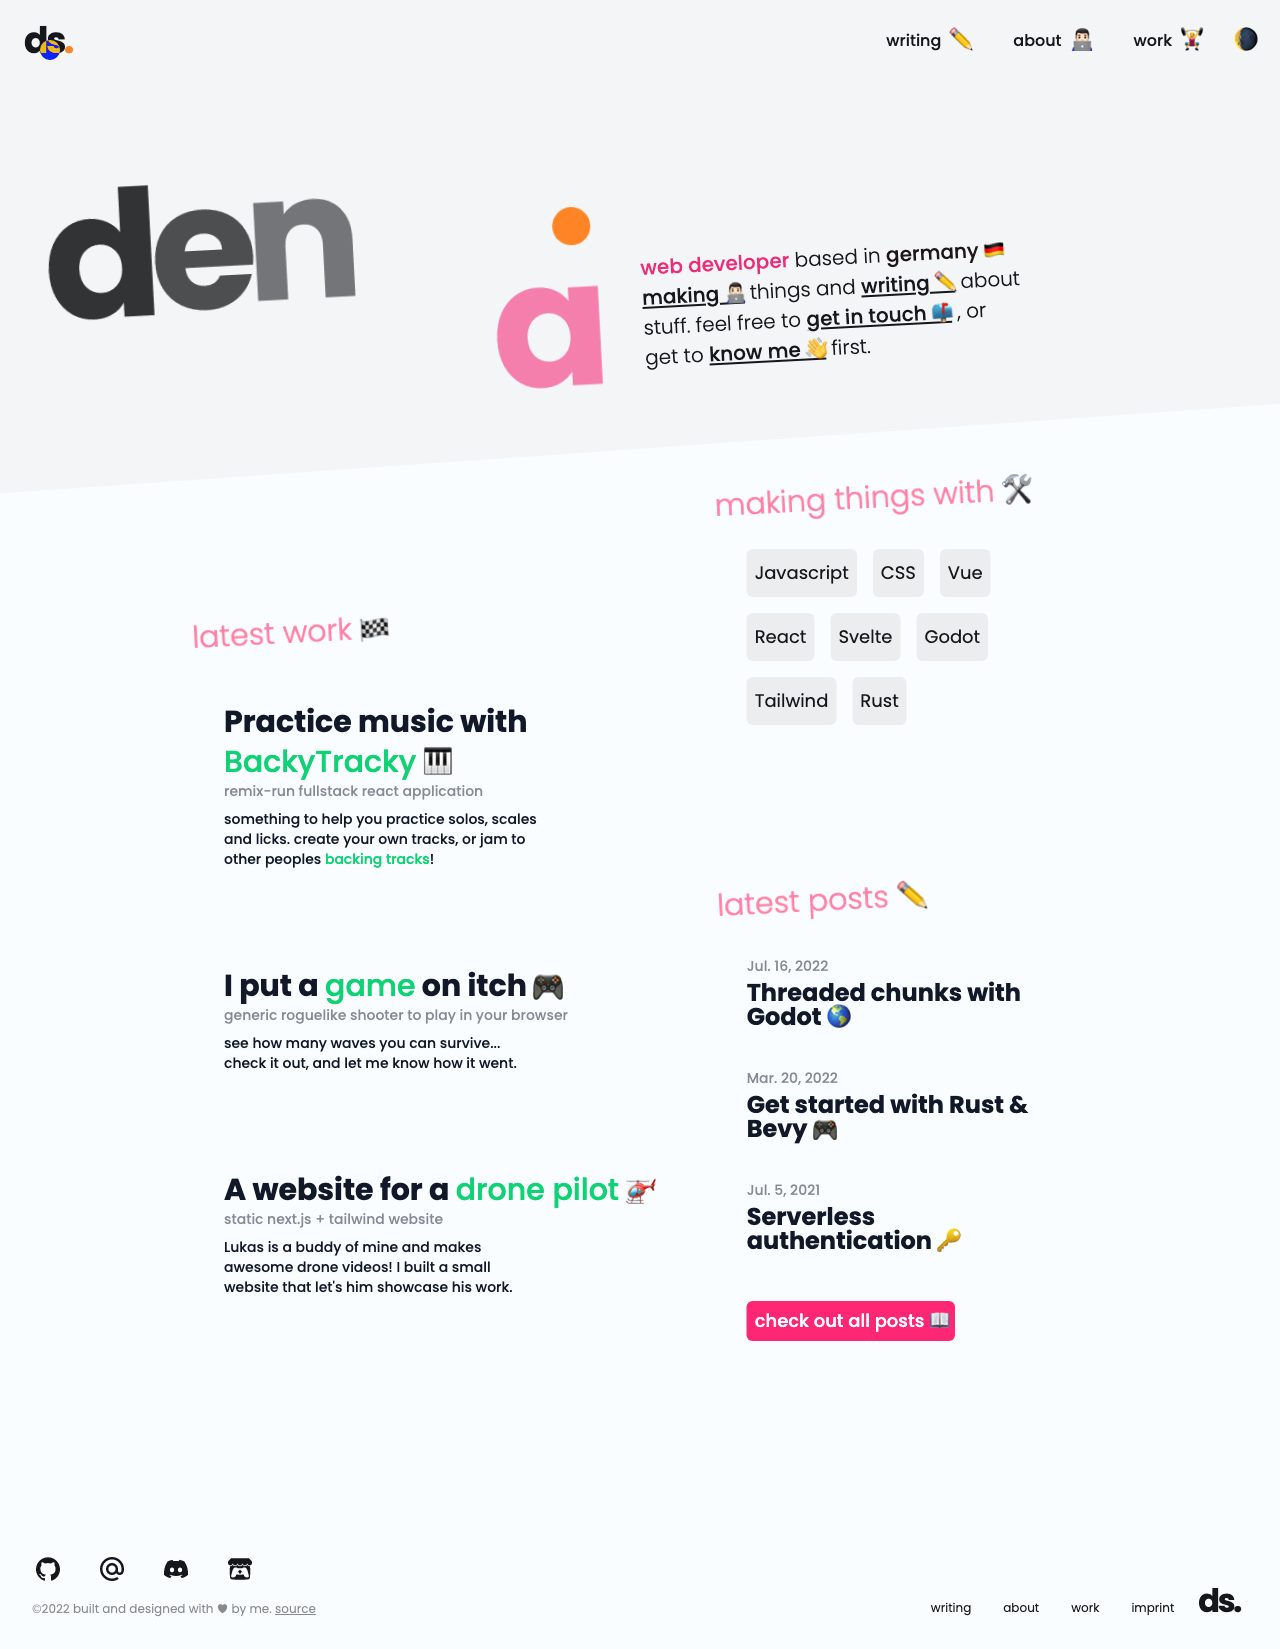 ds.
writing ✏️
about 👨🏻‍💻
work 🏋🏻‍♂️
🌒
den
a
web developer based in germany 🇩🇪
making 👨🏻‍💻 things and writing ✏️ about
stuff. feel free to get in touch 📬 , or
get to know me 👋 first.
making things with 🛠️
Javascript
CSS
Vue
React
Svelte
Godot
Tailwind
Rust
latest work 🏁
Practice music with
BackyTracky 🎹
remix-run fullstack react application
something to help you practice solos, scales
and licks. create your own tracks, or jam to
other peoples backing tracks!
I put a game on itch 🎮
generic roguelike shooter to play in your browser
see how many waves you can survive...
check it out, and let me know how it went.
A website for a drone pilot 🚁
static next.js + tailwind website
Lukas is a buddy of mine and makes
awesome drone videos! I built a small
website that let's him showcase his work.
latest posts ✏️
Jul. 16, 2022
Threaded chunks with
Godot 🌎
Mar. 20, 2022
Get started with Rust &
Bevy 🎮
Jul. 5, 2021
Serverless
authentication 🔑
check out all posts 📖
©2022 built and designed with ♥ by me. source
writing
about
work
imprint
ds.